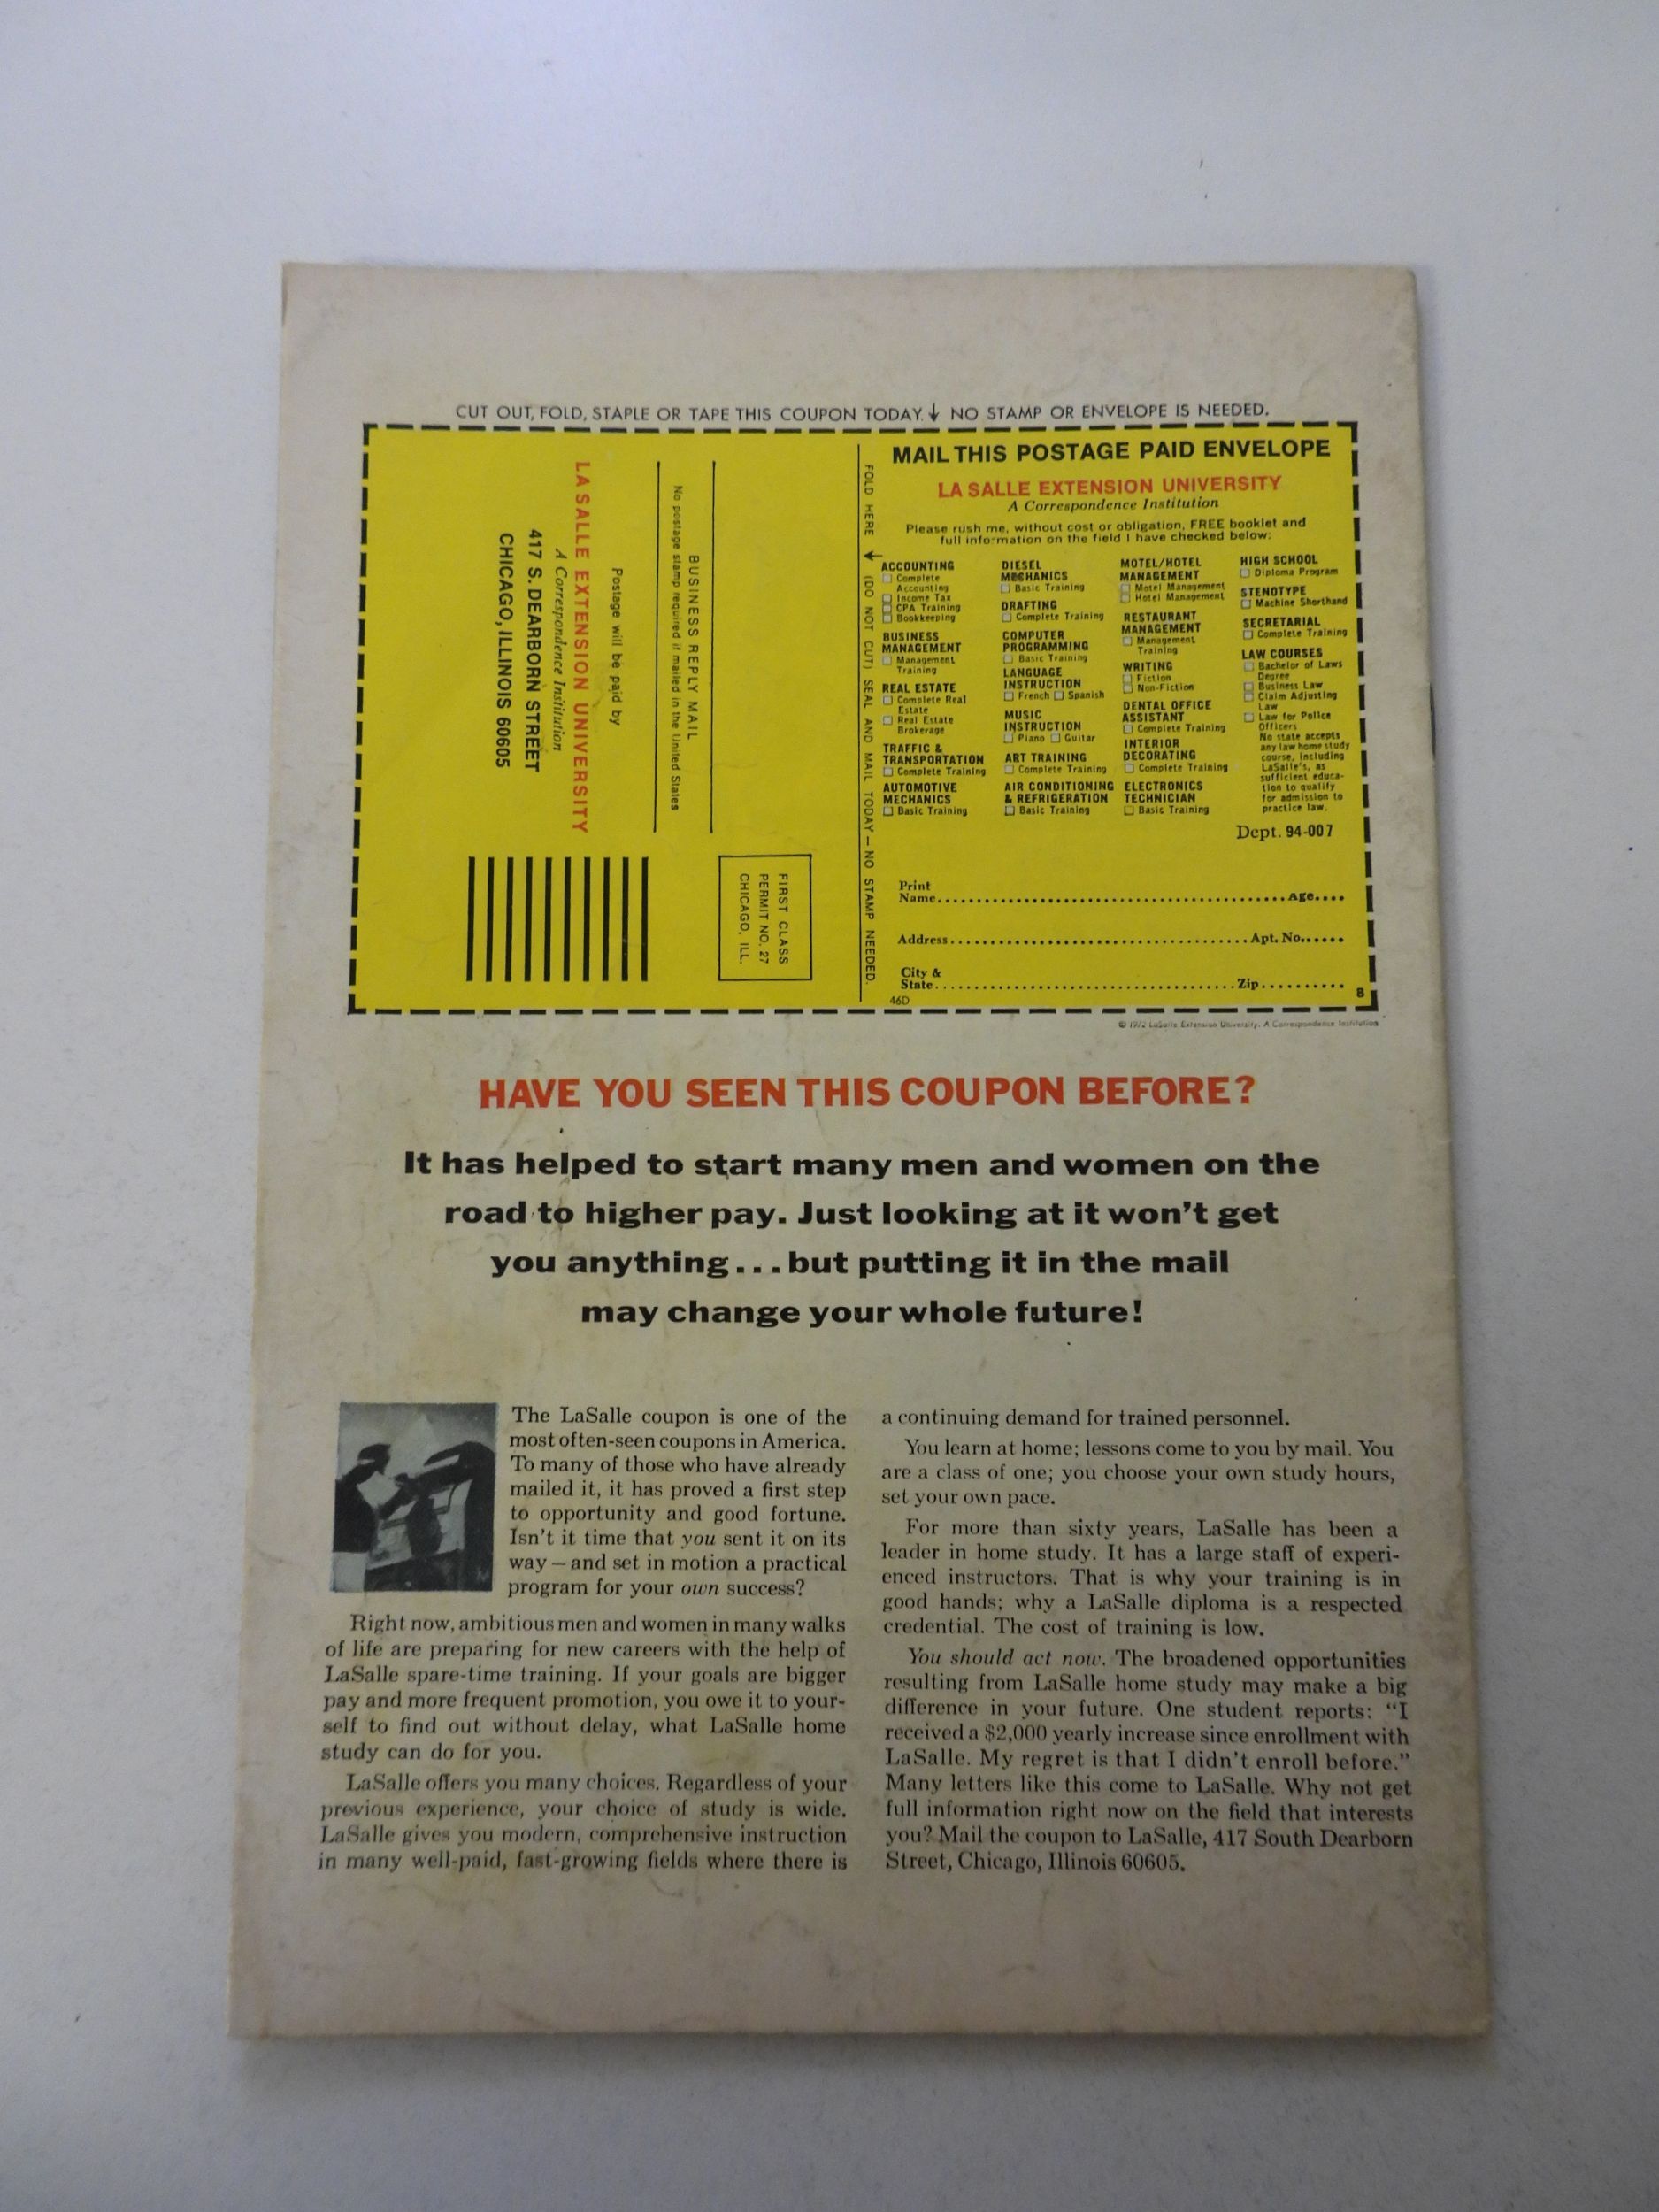 CUT OUT, FOLD, STAPLE OR TAPE THIS COUPON TODAY. ↓ NO STAMP OR ENVELOPE IS NEEDED.
BUSINESS REPLY MAIL
No postage stamp required if mailed in the United States
Postage will be paid by
LA SALLE EXTENSION UNIVERSITY
A Correspondence Institution
417 S. DEARBORN STREET
CHICAGO, ILLINOIS 60605
FIRST CLASS
PERMIT NO. 27
CHICAGO, ILL.
FOLD HERE ↓ (DO NOT CUT) SEAL AND MAIL TODAY — NO STAMP NEEDED.
MAIL THIS POSTAGE PAID ENVELOPE
LA SALLE EXTENSION UNIVERSITY
A Correspondence Institution
Please rush me, without cost or obligation, FREE booklet and
full information on the field I have checked below:
ACCOUNTING
☐ Complete
Accounting
☐ Income Tax
☐ CPA Training
☐ Bookkeeping
BUSINESS
MANAGEMENT
☐ Management
Training
REAL ESTATE
☐ Complete Real
Estate
☐ Real Estate
Brokerage
TRAFFIC &
TRANSPORTATION
☐ Complete Training
AUTOMOTIVE
MECHANICS
☐ Basic Training
DIESEL
MECHANICS
☐ Basic Training
DRAFTING
☐ Complete Training
COMPUTER
PROGRAMMING
☐ Basic Training
LANGUAGE
INSTRUCTION
☐ French ☐ Spanish
MUSIC
INSTRUCTION
☐ Piano ☐ Guitar
ART TRAINING
☐ Complete Training
AIR CONDITIONING
& REFRIGERATION
☐ Basic Training
MOTEL/HOTEL
MANAGEMENT
☐ Motel Management
☐ Hotel Management
RESTAURANT
MANAGEMENT
☐ Management
Training
WRITING
☐ Fiction
☐ Non-Fiction
DENTAL OFFICE
ASSISTANT
☐ Complete Training
INTERIOR
DECORATING
☐ Complete Training
ELECTRONICS
TECHNICIAN
☐ Basic Training
HIGH SCHOOL
☐ Diploma Program
STENOTYPE
☐ Machine Shorthand
SECRETARIAL
☐ Complete Training
LAW COURSES
☐ Bachelor of Laws
Degree
☐ Business Law
☐ Claim Adjusting
Law
☐ Law for Police
Officers
No state accepts
any law home study
course, including
LaSalle's, as
sufficient educa-
tion to qualify
for admission to
practice law.
Dept. 94-007
Print
Name.......... Age....
Address.......... Apt. No......
City &
State.......... Zip..........
46D
8
© 1972 LaSalle Extension University. A Correspondence Institution
HAVE YOU SEEN THIS COUPON BEFORE?
It has helped to start many men and women on the
road to higher pay. Just looking at it won't get
you anything...but putting it in the mail
may change your whole future!
The LaSalle coupon is one of the
most often-seen coupons in America.
To many of those who have already
mailed it, it has proved a first step
to opportunity and good fortune.
Isn't it time that you sent it on its
way — and set in motion a practical
program for your own success?
Right now, ambitious men and women in many walks
of life are preparing for new careers with the help of
LaSalle spare-time training. If your goals are bigger
pay and more frequent promotion, you owe it to your-
self to find out without delay, what LaSalle home
study can do for you.
LaSalle offers you many choices. Regardless of your
previous experience, your choice of study is wide.
LaSalle gives you modern, comprehensive instruction
in many well-paid, fast-growing fields where there is
a continuing demand for trained personnel.
You learn at home; lessons come to you by mail. You
are a class of one; you choose your own study hours,
set your own pace.
For more than sixty years, LaSalle has been a
leader in home study. It has a large staff of experi-
enced instructors. That is why your training is in
good hands; why a LaSalle diploma is a respected
credential. The cost of training is low.
You should act now. The broadened opportunities
resulting from LaSalle home study may make a big
difference in your future. One student reports: "I
received a $2,000 yearly increase since enrollment with
LaSalle. My regret is that I didn't enroll before."
Many letters like this come to LaSalle. Why not get
full information right now on the field that interests
you? Mail the coupon to LaSalle, 417 South Dearborn
Street, Chicago, Illinois 60605.